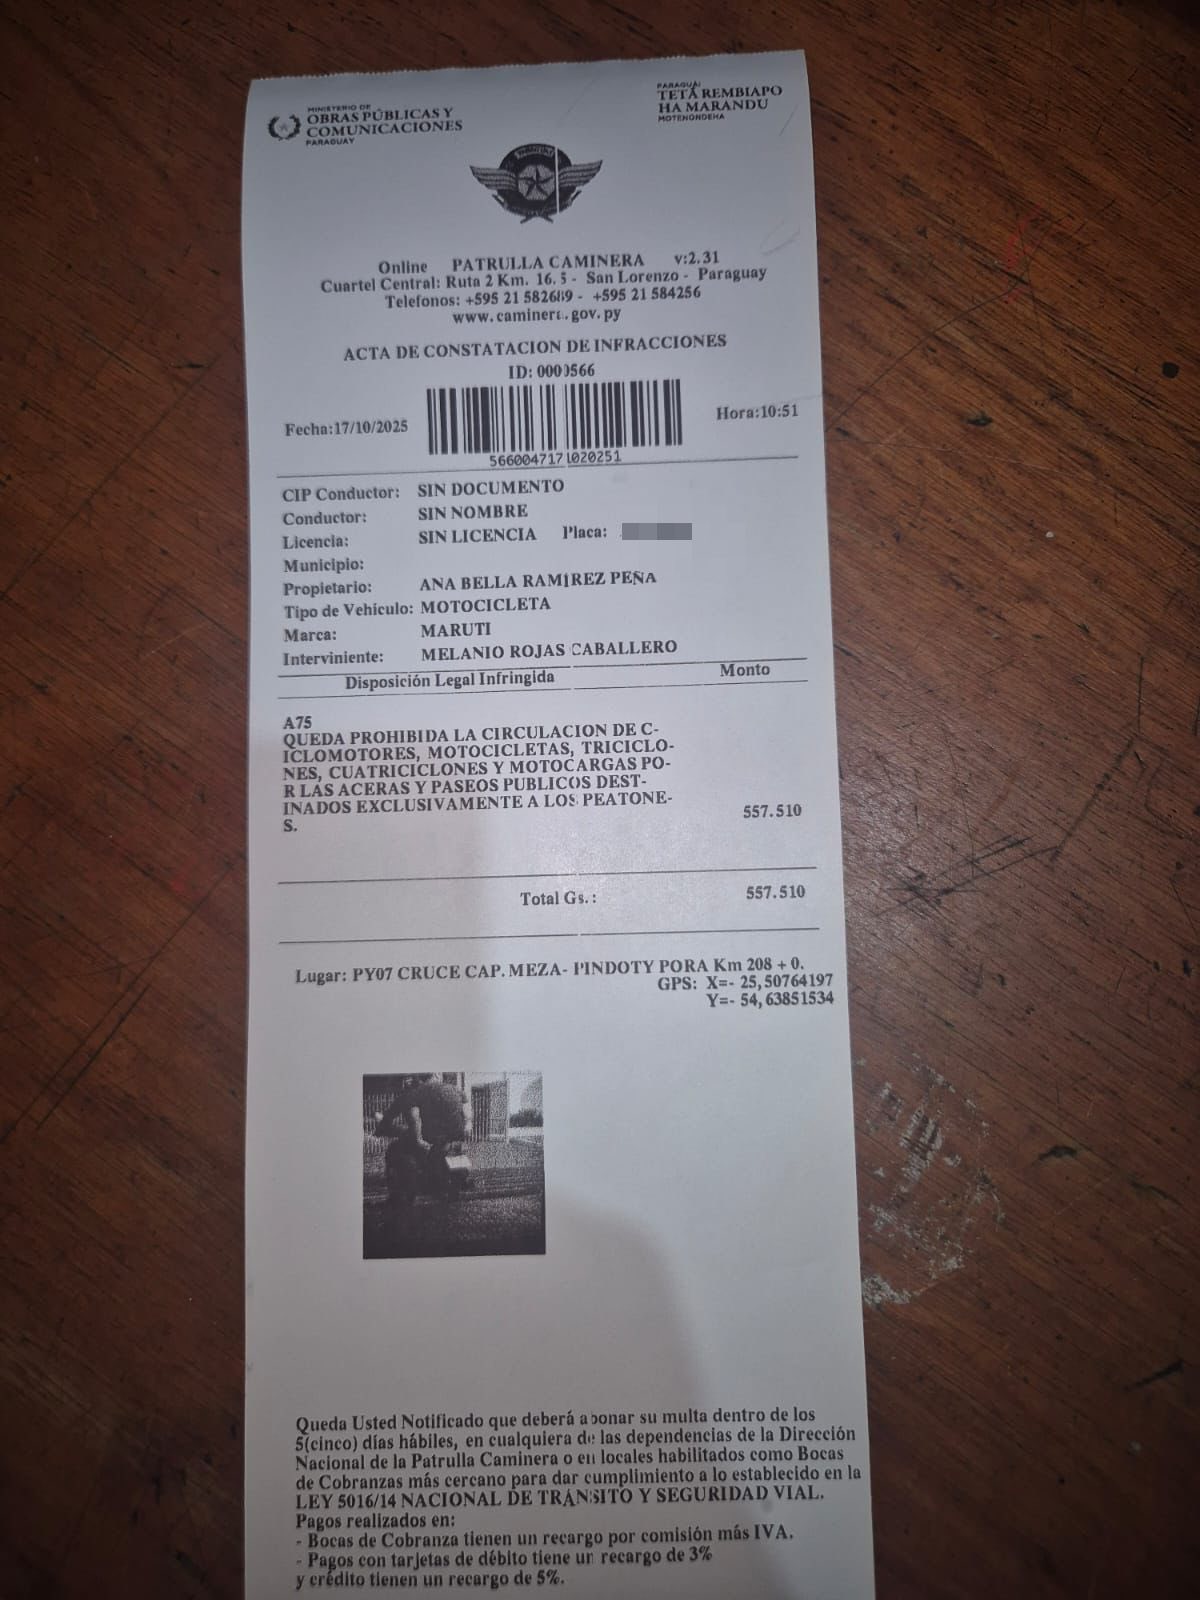 MINISTERIO DE
OBRAS PÚBLICAS Y
COMUNICACIONES
PARAGUAY
PARAGUÁI
TETÃ REMBIAPO
HA MARANDU
MOTENONDEHA
Online PATRULLA CAMINERA v:2.31
Cuartel Central: Ruta 2 Km. 16.5 - San Lorenzo - Paraguay
Telefonos: +595 21 582689 - +595 21 584256
www.caminera.gov.py
ACTA DE CONSTATACION DE INFRACCIONES
ID: 0000566
Fecha:17/10/2025
Hora:10:51
5660047171020251
CIP Conductor: SIN DOCUMENTO
Conductor: SIN NOMBRE
Licencia: SIN LICENCIA Placa:
Municipio:
Propietario: ANA BELLA RAMIREZ PEÑA
Tipo de Vehículo: MOTOCICLETA
Marca: MARUTI
Interviniente: MELANIO ROJAS CABALLERO
Disposición Legal Infringida Monto
A75
QUEDA PROHIBIDA LA CIRCULACION DE C-
ICLOMOTORES, MOTOCICLETAS, TRICICLO-
NES, CUATRICICLONES Y MOTOCARGAS PO-
R LAS ACERAS Y PASEOS PUBLICOS DEST-
INADOS EXCLUSIVAMENTE A LOS PEATONE-
S. 557.510
Total Gs.: 557.510
Lugar: PY07 CRUCE CAP. MEZA- PINDOTY PORA Km 208 + 0.
GPS: X=- 25,50764197
Y=- 54,63851534
Queda Usted Notificado que deberá abonar su multa dentro de los
5(cinco) días hábiles, en cualquiera de las dependencias de la Dirección
Nacional de la Patrulla Caminera o en locales habilitados como Bocas
de Cobranzas más cercano para dar cumplimiento a lo establecido en la
LEY 5016/14 NACIONAL DE TRÁNSITO Y SEGURIDAD VIAL.
Pagos realizados en:
- Bocas de Cobranza tienen un recargo por comisión más IVA.
- Pagos con tarjetas de débito tiene un recargo de 3%
y crédito tienen un recargo de 5%.